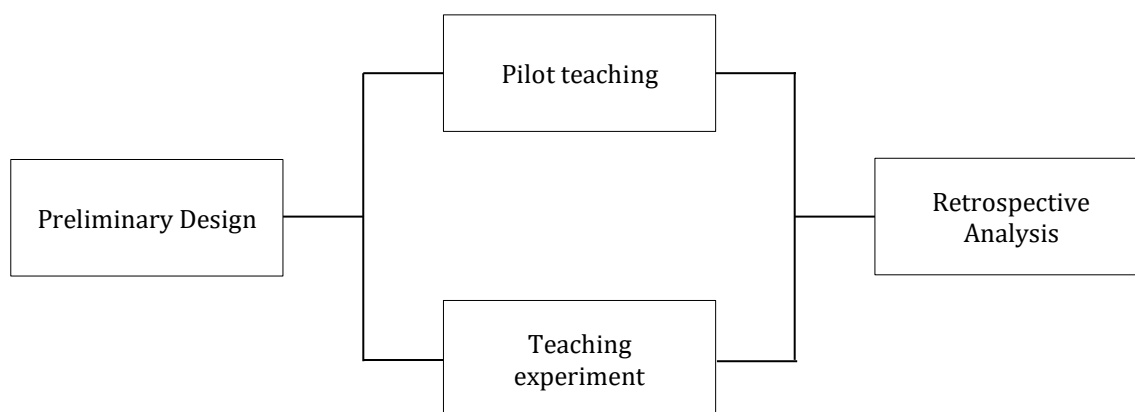 Pilot teaching
Preliminary Design
Retrospective
Analysis
Teaching
experiment